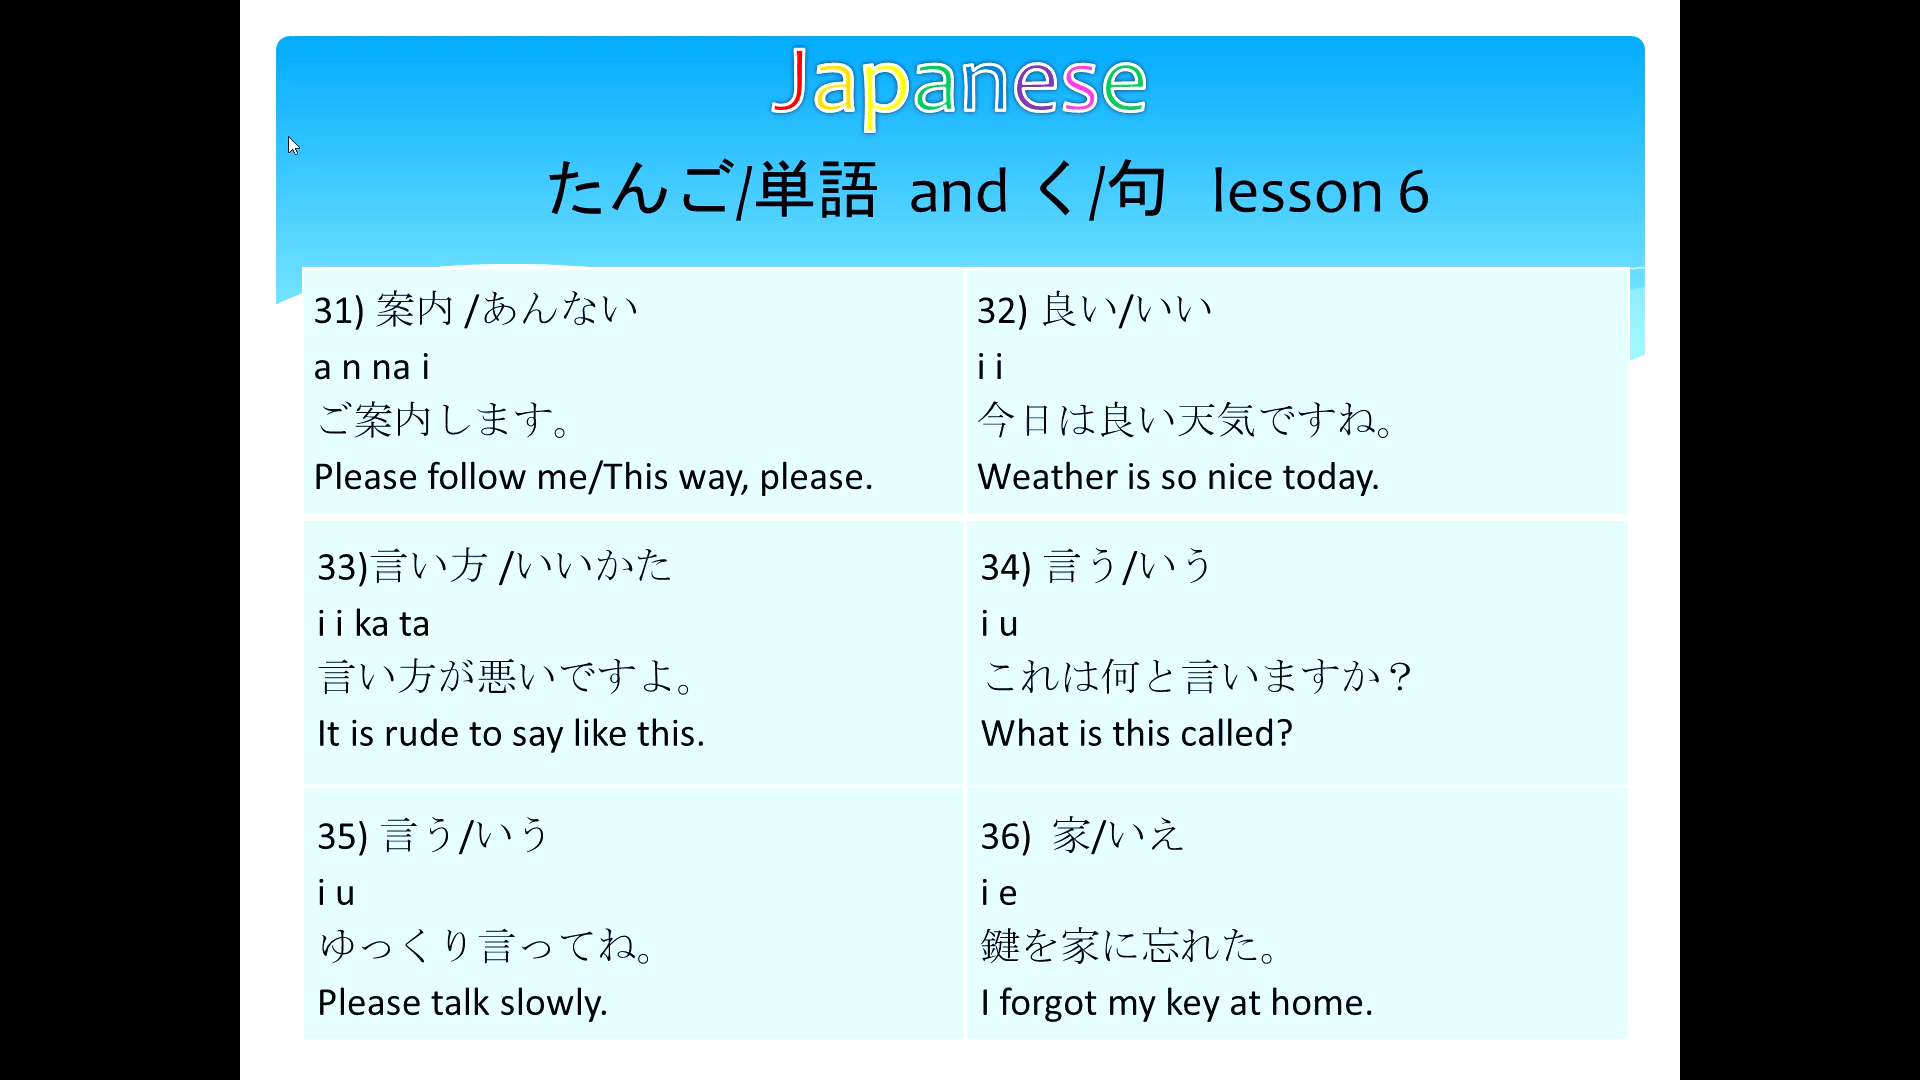 Japanese
たんご/単語 and く/句 lesson 6
31) 案内 /あんない
a n na i
ご案内します。
Please follow me/This way, please.
32) 良い/いい
i i
今日は良い天気ですね。
Weather is so nice today.
33)言い方 /いいかた
i i ka ta
言い方が悪いですよ。
It is rude to say like this.
34) 言う/いう
i u
これは何と言いますか？
What is this called?
35) 言う/いう
i u
ゆっくり言ってね。
Please talk slowly.
36) 家/いえ
i e
鍵を家に忘れた。
I forgot my key at home.